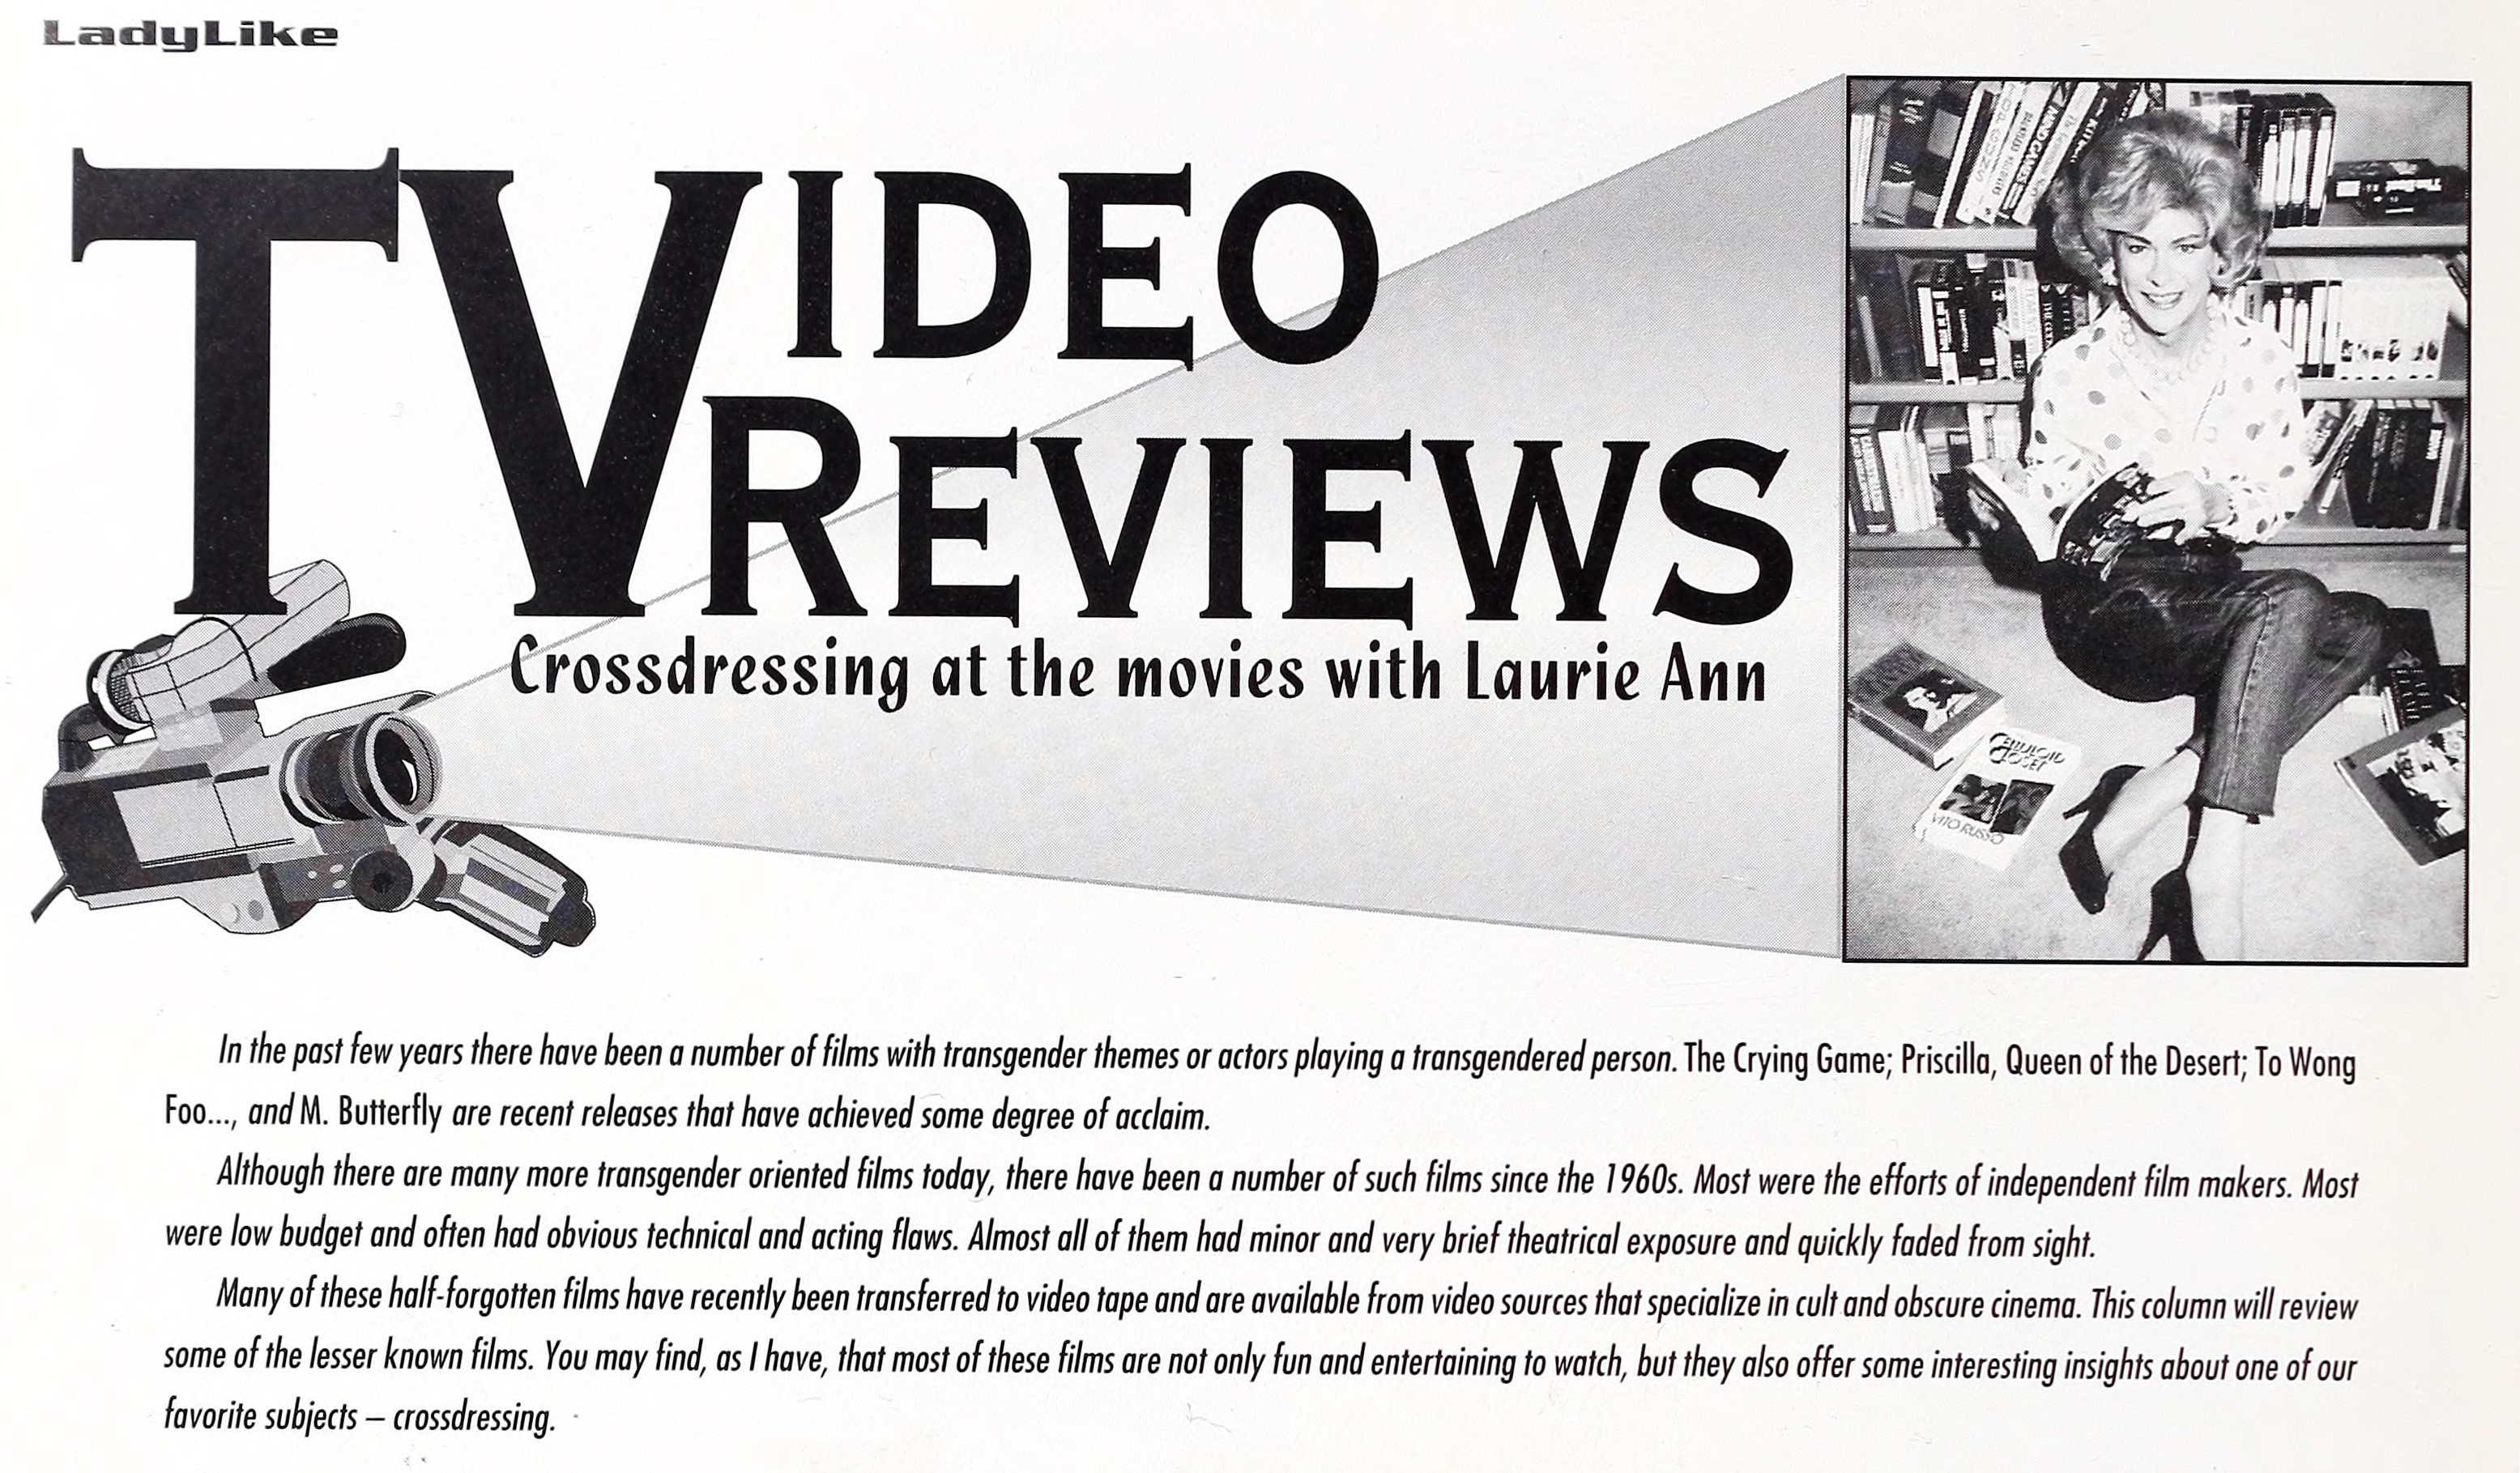 LadyLike
TVIDEO
REVIEWS
Crossdressing at the movies with Laurie Ann
CELLULOID
CLOSET
VITO RUSSO
In the past few years there have been a number of films with transgender themes or actors playing a transgendered person. The Crying Game; Priscilla, Queen of the Desert; To Wong
Foo..., and M. Butterfly are recent releases that have achieved some degree of acclaim.
Although there are many more transgender oriented films today, there have been a number of such films since the 1960s. Most were the efforts of independent film makers. Most
were low budget and often had obvious technical and acting flaws. Almost all of them had minor and very brief theatrical exposure and quickly faded from sight.
Many of these half-forgotten films have recently been transferred to video tape and are available from video sources that specialize in cult and obscure cinema. This column will review
some of the lesser known films. You may find, as I have, that most of these films are not only fun and entertaining to watch, but they also offer some interesting insights about one of our
favorite subjects – crossdressing.